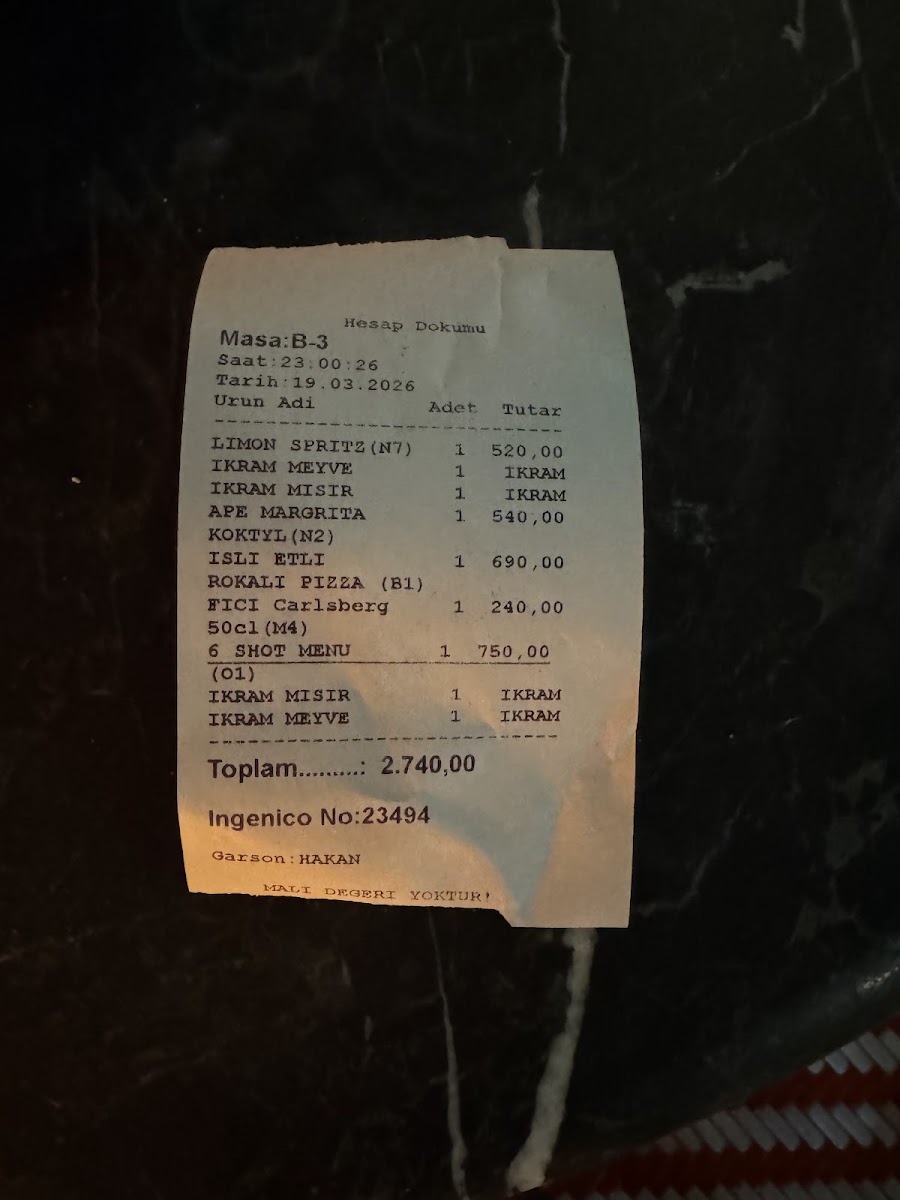 Hesap Dokumu
Masa:B-3
Saat:23:00:26
Tarih:19.03.2026
Urun Adi Adet Tutar
LIMON SPRITZ(N7) 1 520,00
IKRAM MEYVE 1 IKRAM
IKRAM MISIR 1 IKRAM
APE MARGRITA 1 540,00
KOKTYL(N2)
ISLI ETLI 1 690,00
ROKALI PIZZA (B1)
FICI Carlsberg 1 240,00
50cl(M4)
6 SHOT MENU 1 750,00
(O1)
IKRAM MISIR 1 IKRAM
IKRAM MEYVE 1 IKRAM
Toplam.........: 2.740,00
Ingenico No:23494
Garson:HAKAN
MALI DEGERI YOKTUR!